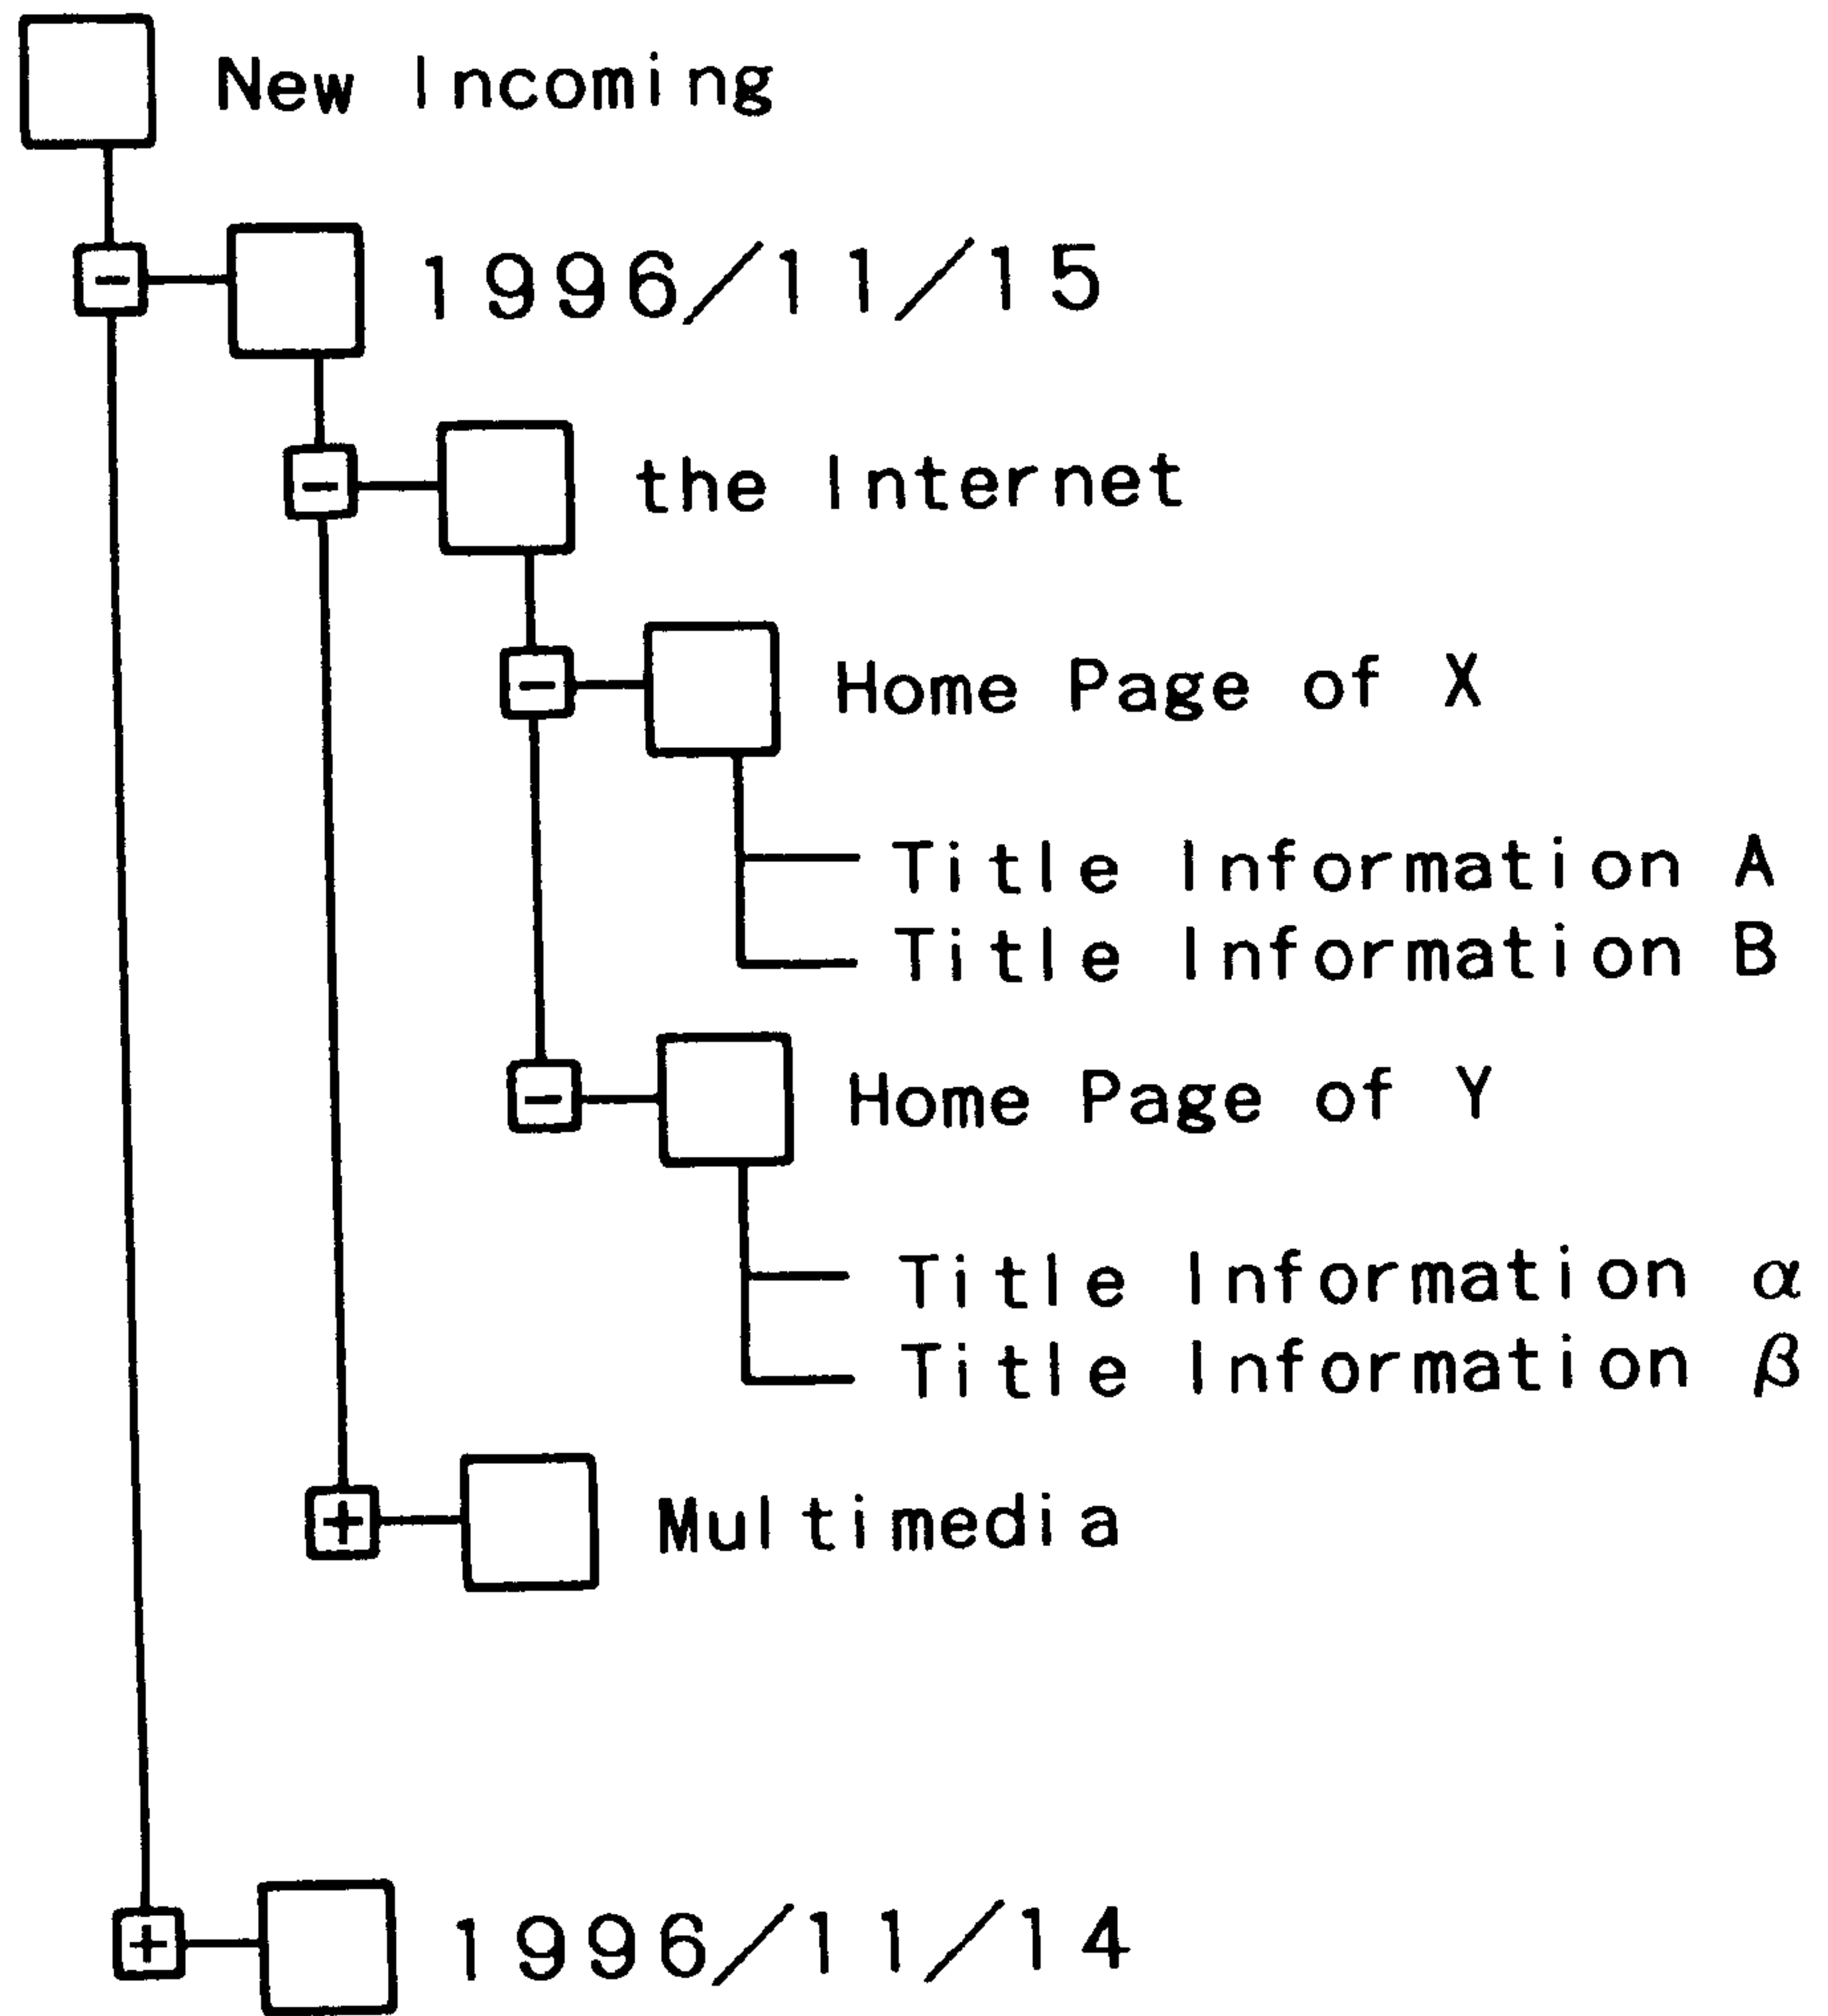 New Incoming
1996/11/15
the Internet
Home Page of X
Title Information A
Title Information B
Home Page of Y
Title Information α
Title Information β
Multimedia
1996/11/14